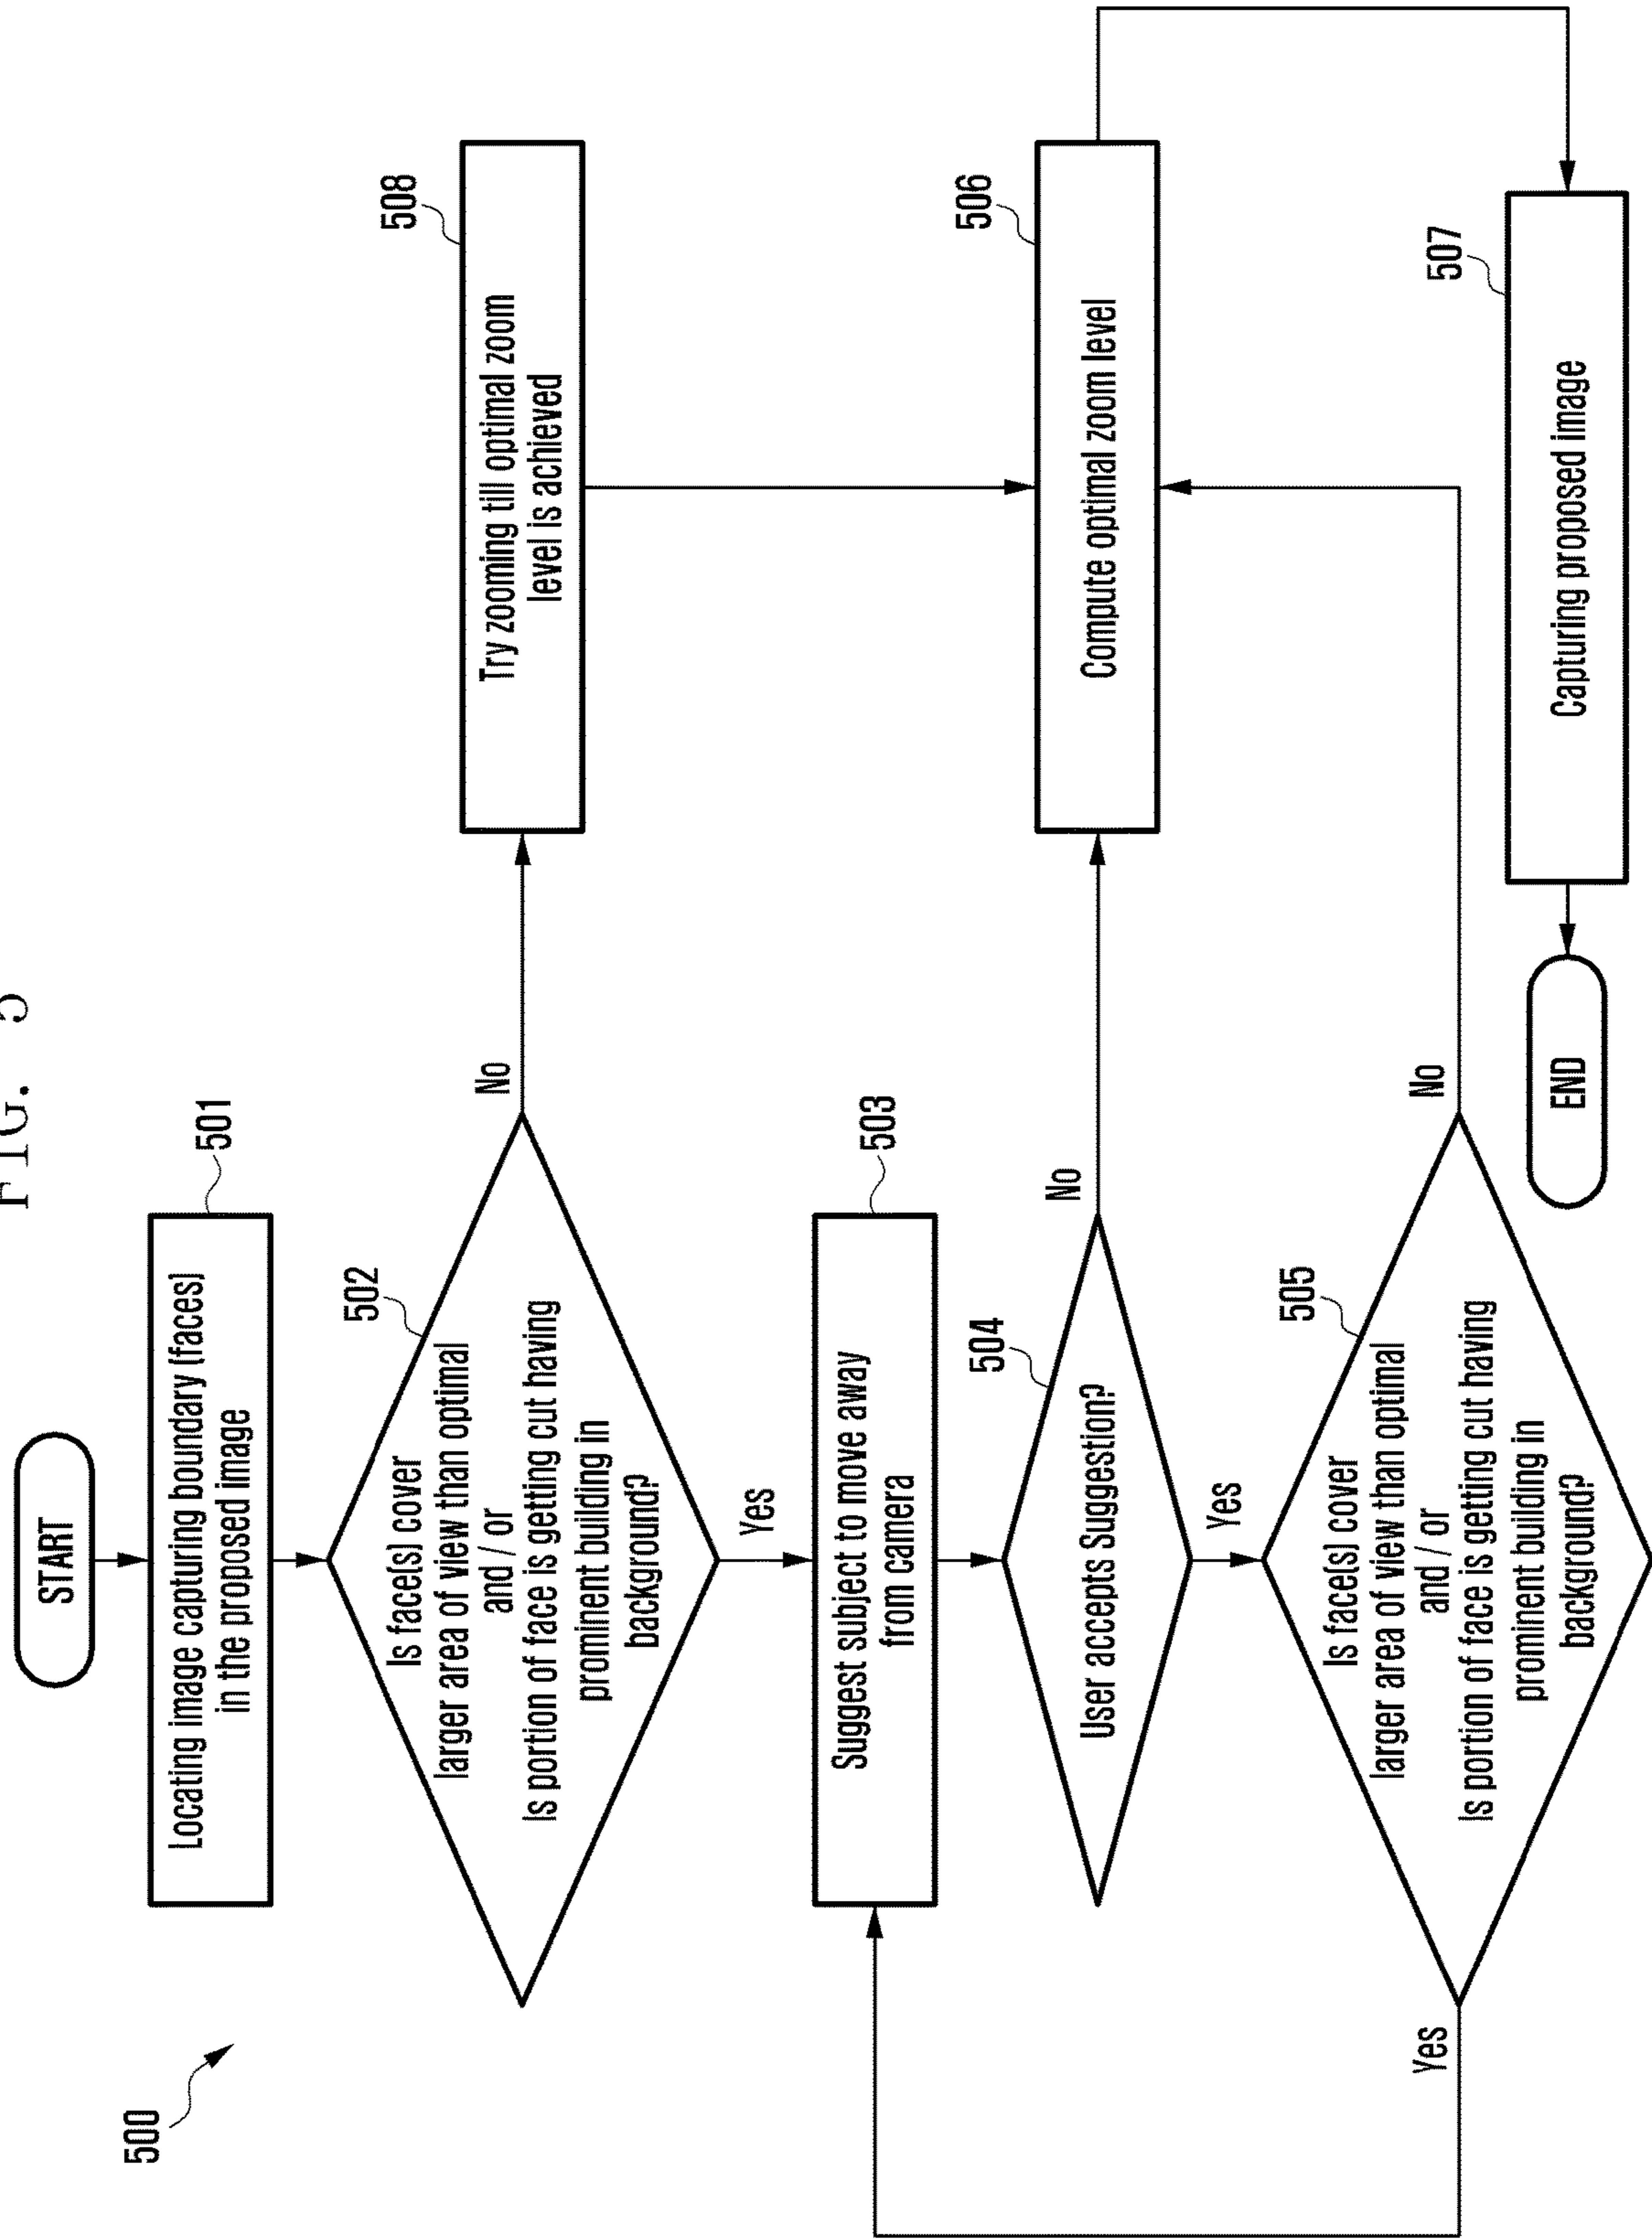 FIG. 5
500
START
Locating image capturing boundary (faces)
in the proposed image
501
Is face(s) cover
larger area of view than optimal
and / or
Is portion of face is getting cut having
prominent building in
background?
502
No
Try zooming till optimal zoom
level is achieved
508
Yes
Suggest subject to move away
from camera
503
User accepts Suggestion?
504
No
Compute optimal zoom level
506
Yes
Is face(s) cover
larger area of view than optimal
and / or
Is portion of face is getting cut having
prominent building in
background?
505
Yes
No
Capturing proposed image
507
END